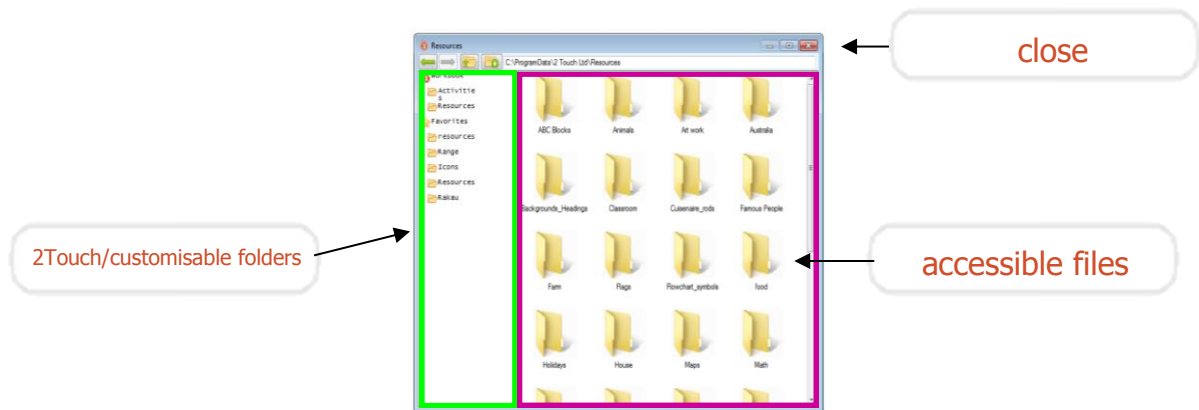 close
Resources
C:\ProgramData\2 Touch Ltd\Resources
Workbook
Activitie
s
Resources
Favorites
resources
Range
Icons
Resources
Rakau
ABC Blocks Animals Art work Australia
Backgrounds_Headings Classroom Cuisenaire_rods Famous People
Farm Flags Flowchart_symbols food
Holidays House Maps Math
2Touch/customisable folders
accessible files